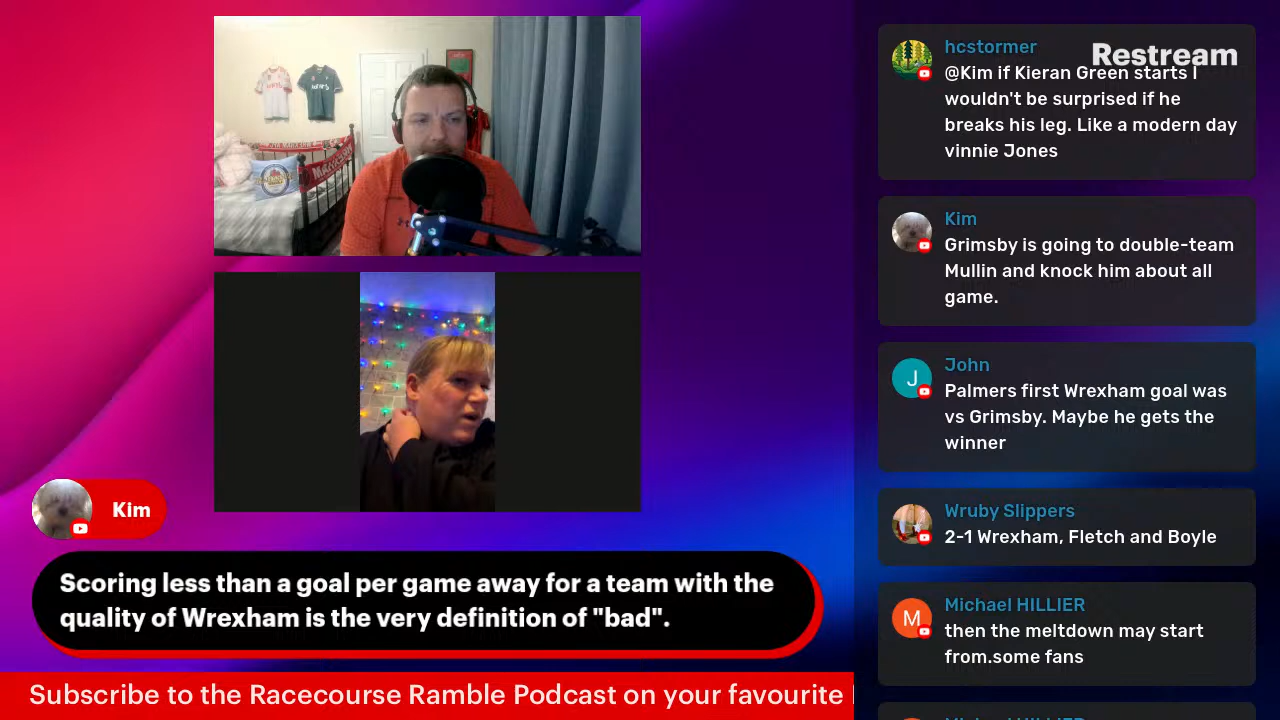 hcstormer
Restream
@Kim if Kieran Green starts I
wouldn't be surprised if he
breaks his leg. Like a modern day
vinnie Jones
Kim
Grimsby is going to double-team
Mullin and knock him about all
game.
John
J
Palmers first Wrexham goal was
vs Grimsby. Maybe he gets the
winner
Wruby Slippers
2-1 Wrexham, Fletch and Boyle
Michael HILLIER
M
then the meltdown may start
from.some fans
Kim
Scoring less than a goal per game away for a team with the
quality of Wrexham is the very definition of "bad".
Subscribe to the Racecourse Ramble Podcast on your favourite